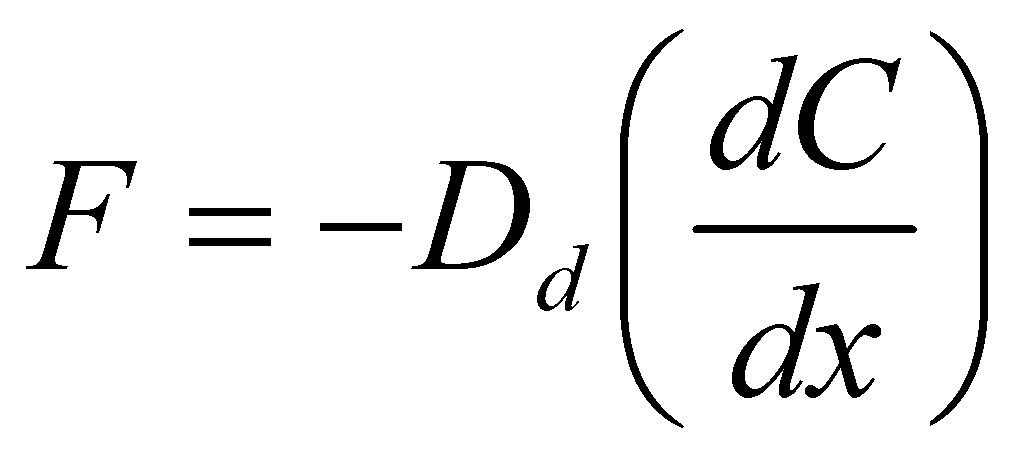 F = −D_d (dC/dx)